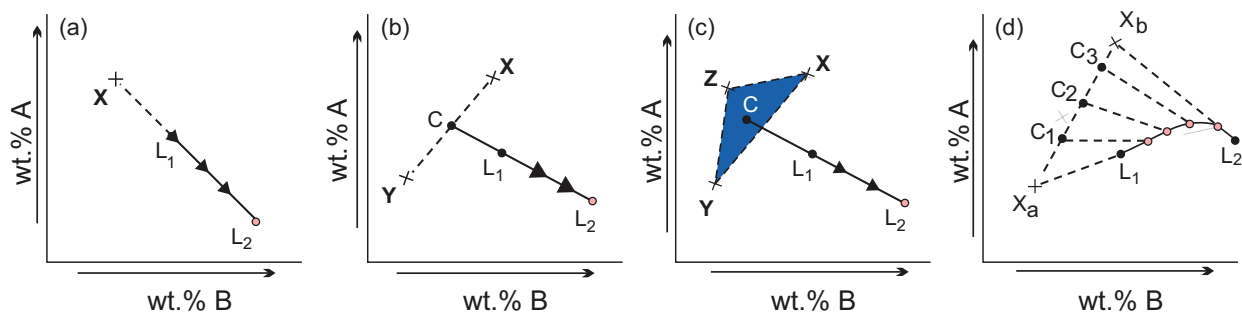 (a)
X
L1
L2
wt.% A
wt.% B
(b)
X
C
Y
L1
L2
wt.% A
wt.% B
(c)
Z
X
C
Y
L1
L2
wt.% A
wt.% B
(d)
Xb
C3
C2
C1
Xa
L1
L2
wt.% A
wt.% B